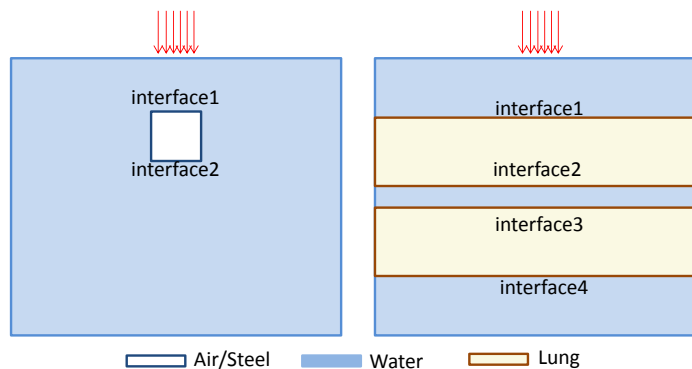 interface1
interface2
interface1
interface2
interface3
interface4
Air/Steel
Water
Lung